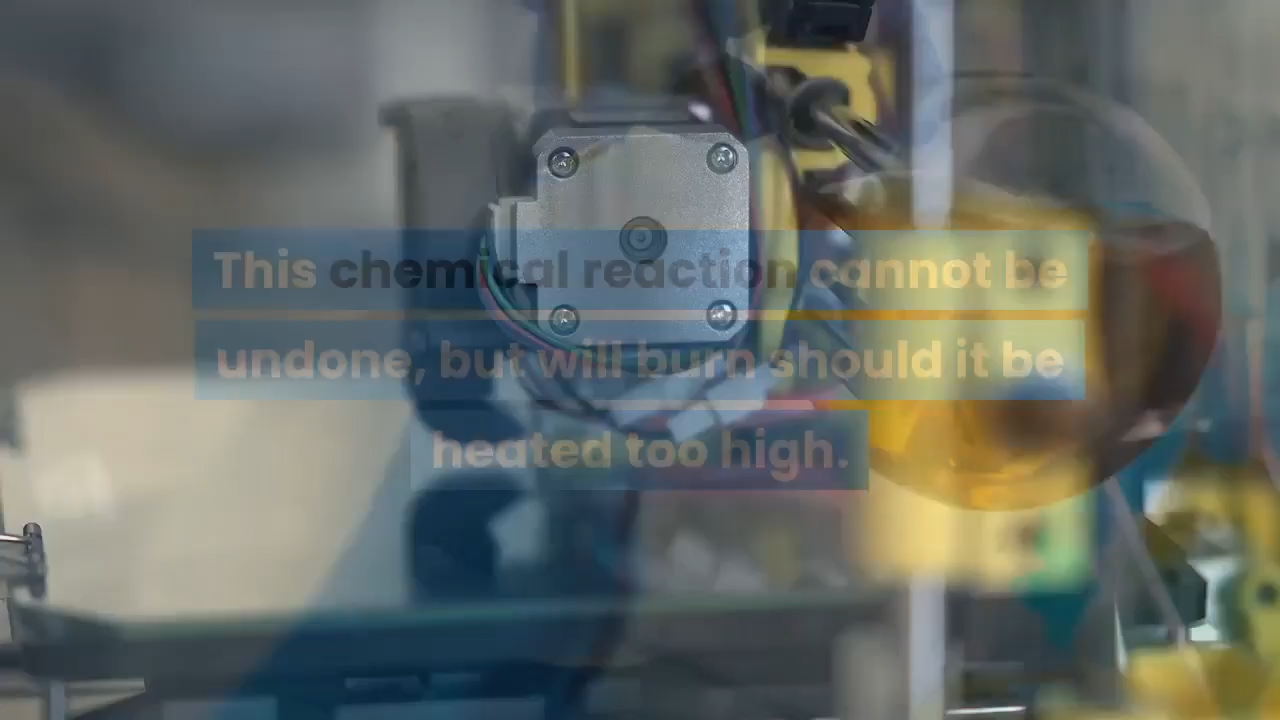 This chemical reaction cannot be
undone, but will burn should it be
heated too high.